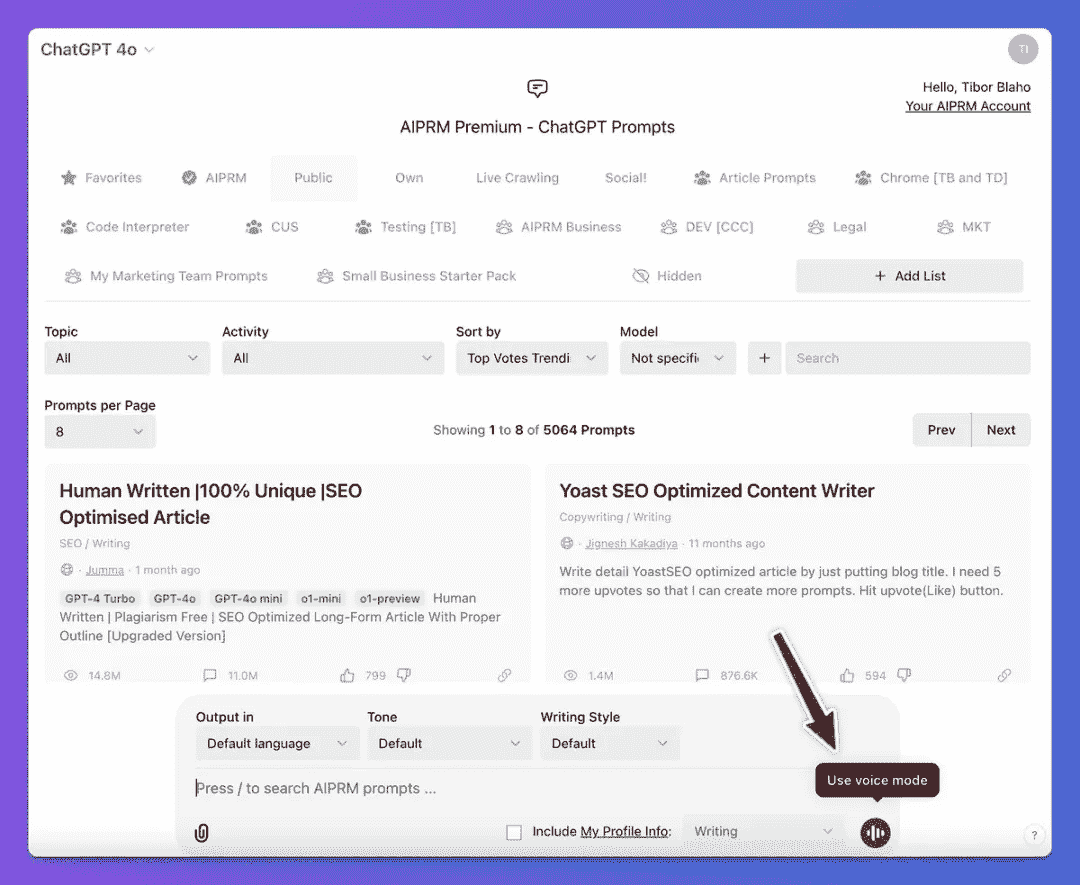 ChatGPT 4o
TI
Hello, Tibor Blaho
Your AIPRM Account
AIPRM Premium - ChatGPT Prompts
Favorites AIPRM Public Own Live Crawling Social! Article Prompts Chrome [TB and TD]
Code Interpreter CUS Testing [TB] AIPRM Business DEV [CCC] Legal MKT
My Marketing Team Prompts Small Business Starter Pack Hidden + Add List
Topic Activity Sort by Model
All All Top Votes Trendi Not specifi + Search
Prompts per Page
8 Showing 1 to 8 of 5064 Prompts Prev Next
Human Written |100% Unique |SEO
Optimised Article
SEO / Writing
· Jumma · 1 month ago
GPT-4 Turbo GPT-4o GPT-4o mini o1-mini o1-preview Human
Written | Plagiarism Free | SEO Optimized Long-Form Article With Proper
Outline [Upgraded Version]
14.8M 11.0M 799
Yoast SEO Optimized Content Writer
Copywriting / Writing
· Jignesh Kakadiya · 11 months ago
Write detail YoastSEO optimized article by just putting blog title. I need 5
more upvotes so that I can create more prompts. Hit upvote(Like) button.
1.4M 876.6K 594
Output in Tone Writing Style
Default language Default Default
Use voice mode
Press / to search AIPRM prompts ...
Include My Profile Info: Writing
?